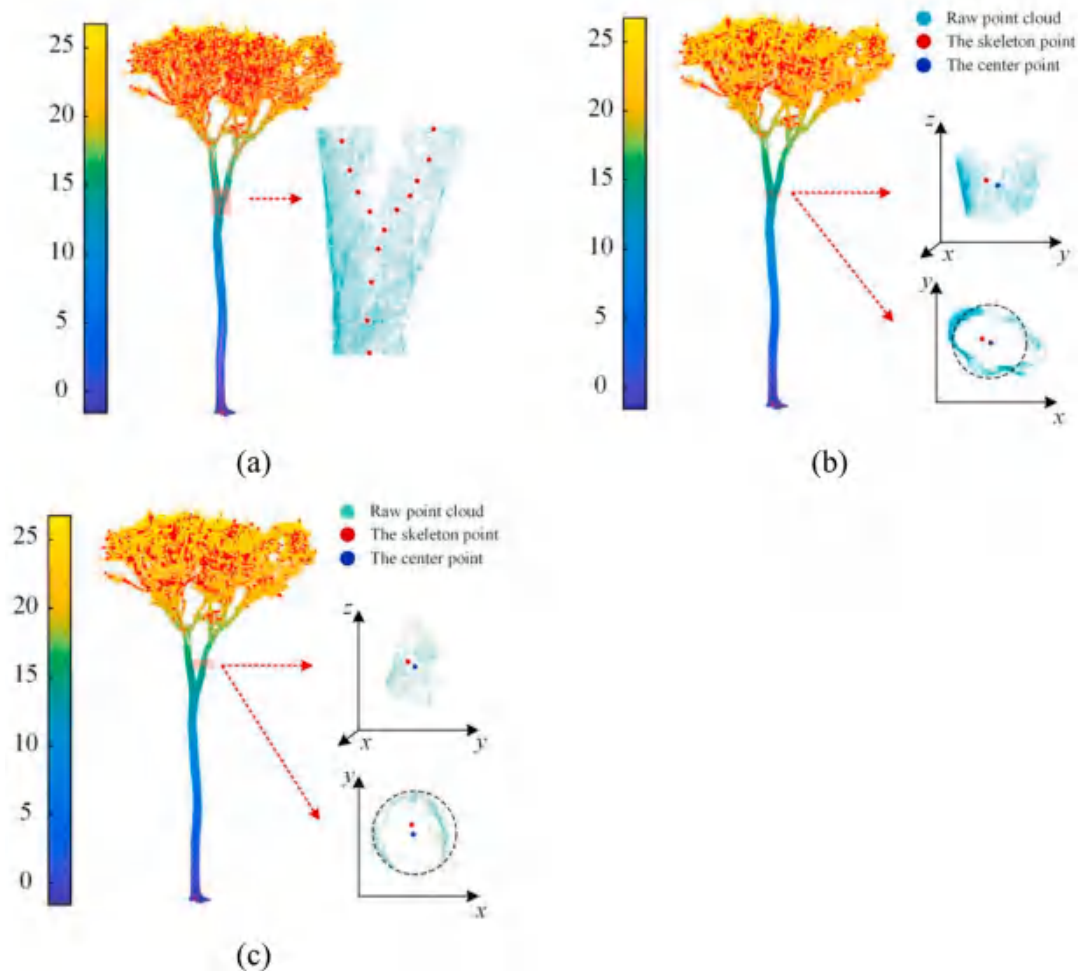 25
20
15
10
5
0
(a)
25
20
15
10
5
0
Raw point cloud
The skeleton point
The center point
z
x
y
y
x
(b)
25
20
15
10
5
0
Raw point cloud
The skeleton point
The center point
z
x
y
y
x
(c)